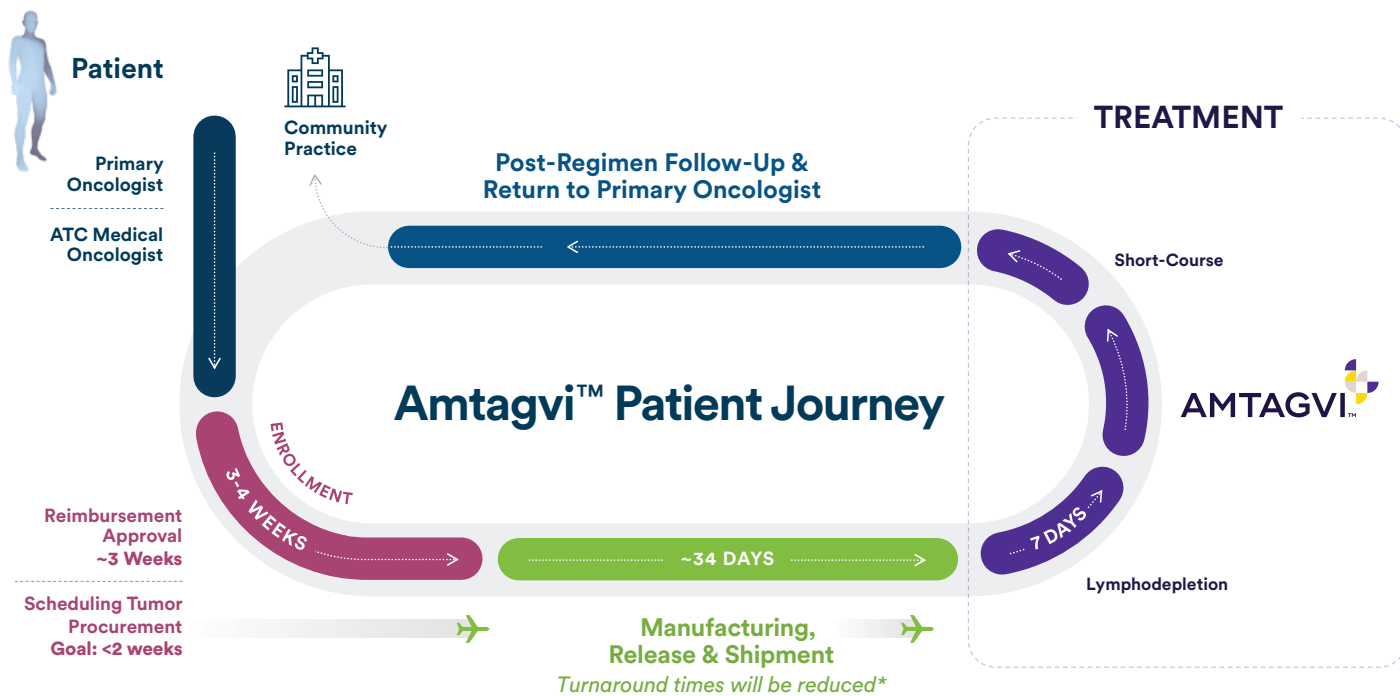 Patient
Primary
Oncologist
ATC Medical
Oncologist
Community
Practice
Post-Regimen Follow-Up &
Return to Primary Oncologist
TREATMENT
Short-Course
Amtagvi™ Patient Journey
AMTAGVI™
ENROLLMENT
3-4 WEEKS
Reimbursement
Approval
~3 Weeks
Scheduling Tumor
Procurement
Goal: <2 weeks
~34 DAYS
Manufacturing,
Release & Shipment
Turnaround times will be reduced*
7 DAYS
Lymphodepletion